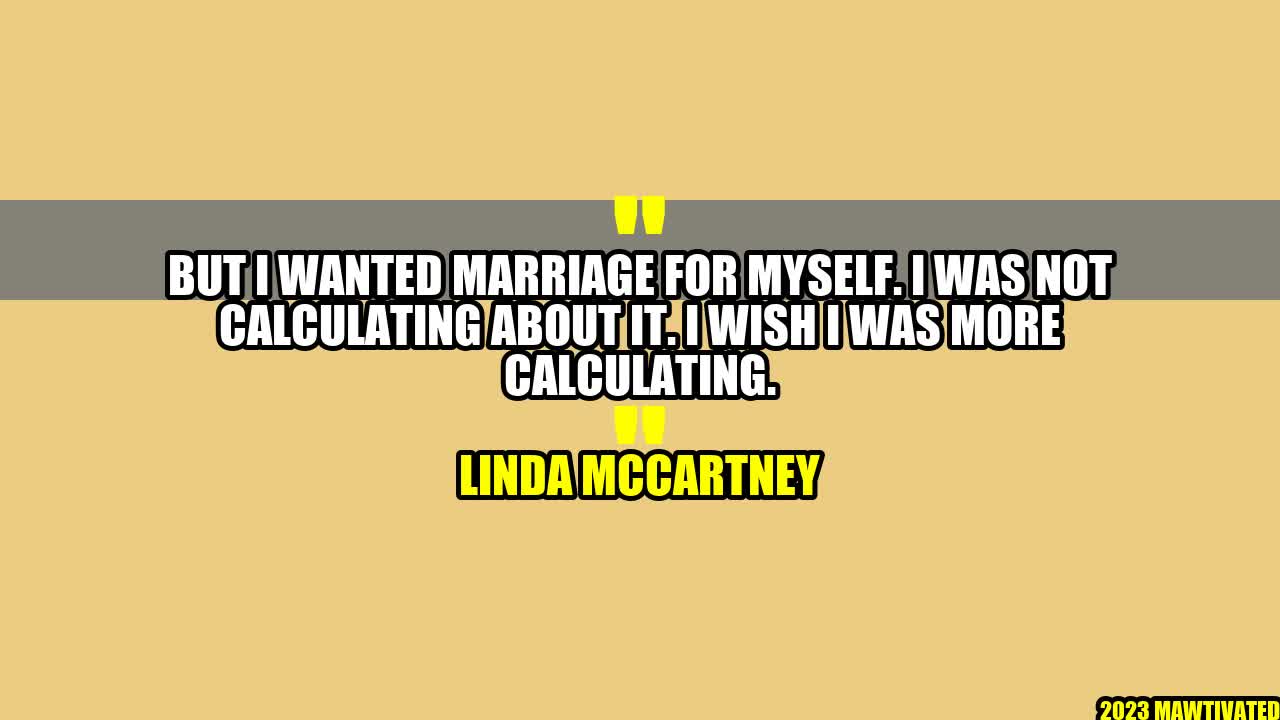 "
BUT I WANTED MARRIAGE FOR MYSELF. I WAS NOT
CALCULATING ABOUT IT. I WISH I WAS MORE
CALCULATING.
"
LINDA MCCARTNEY
2023 MAWTIVATED